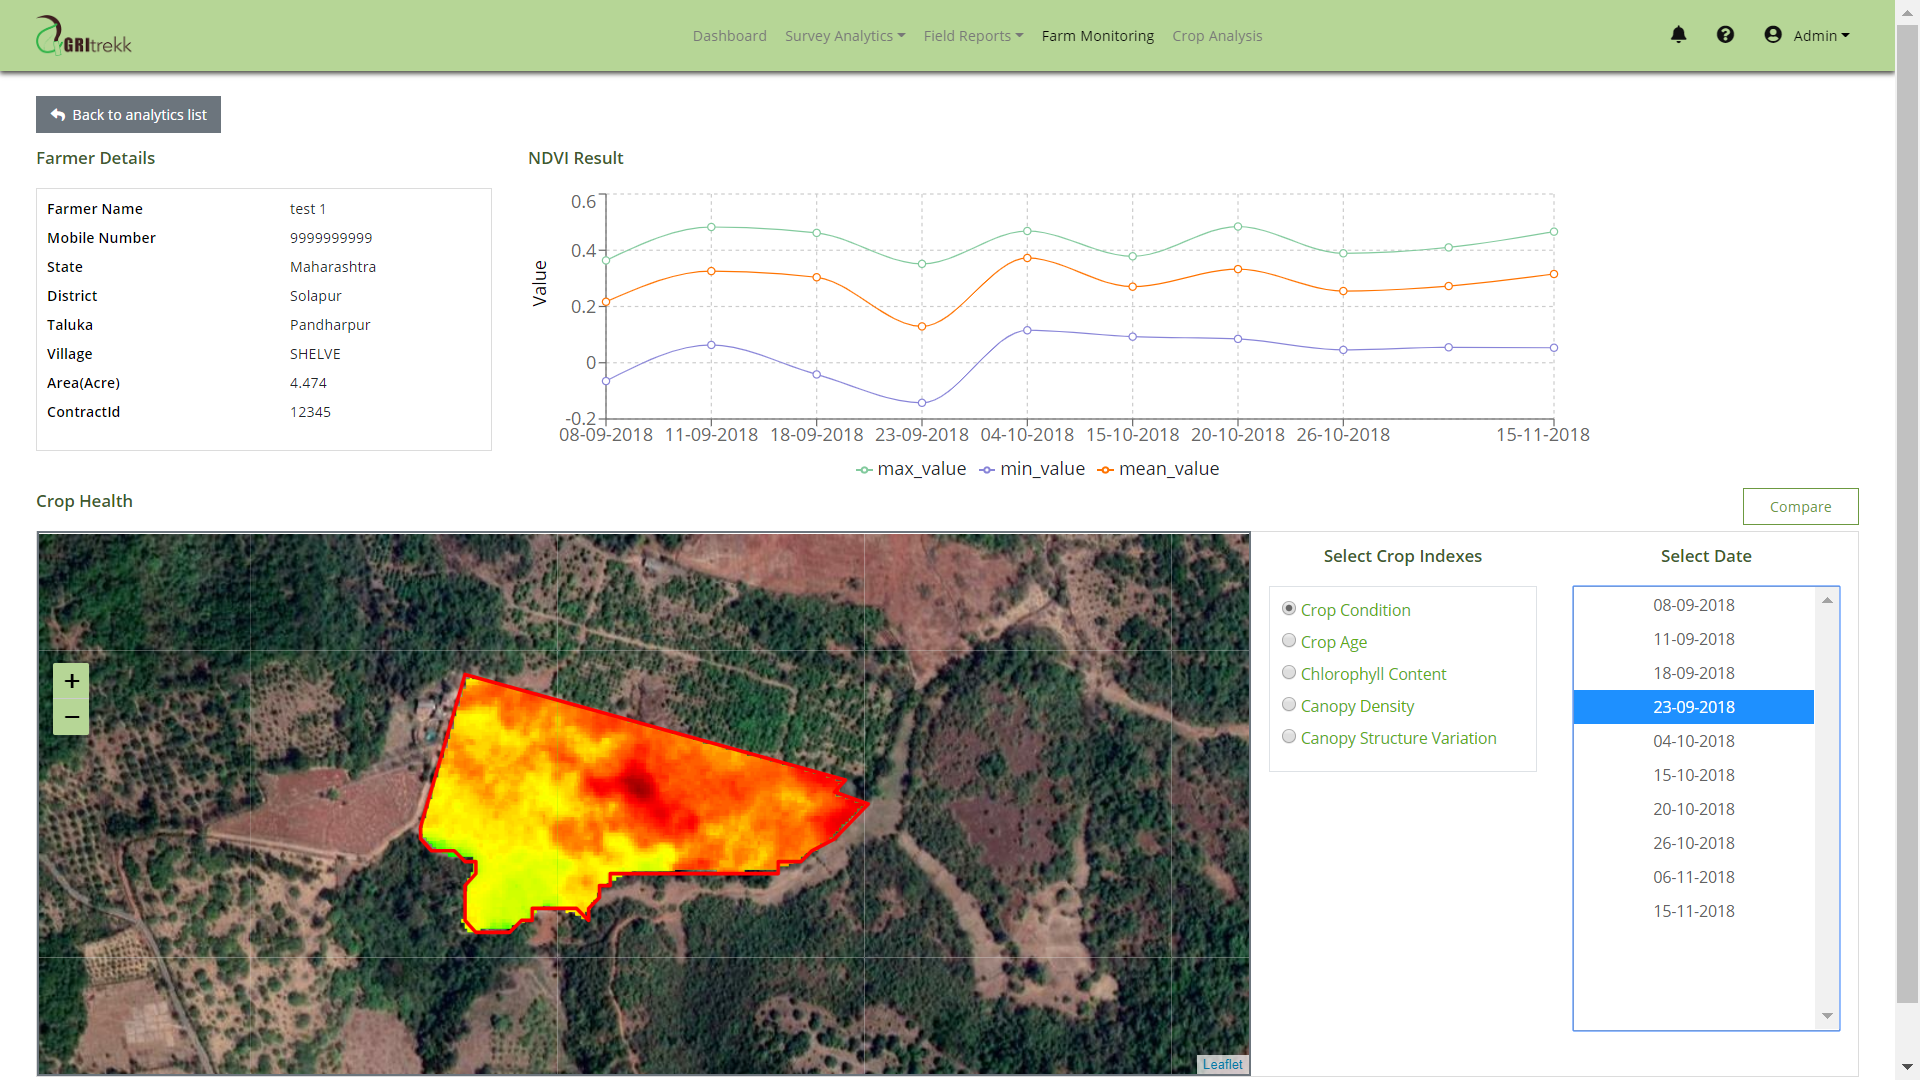 GRItrekk
Dashboard Survey Analytics Field Reports Farm Monitoring Crop Analysis
Admin
Back to analytics list
Farmer Details
Farmer Name test 1
Mobile Number 9999999999
State Maharashtra
District Solapur
Taluka Pandharpur
Village SHELVE
Area(Acre) 4.474
ContractId 12345
NDVI Result
Value
0.6
0.4
0.2
0
-0.2
08-09-2018 11-09-2018 18-09-2018 23-09-2018 04-10-2018 15-10-2018 20-10-2018 26-10-2018 15-11-2018
max_value min_value mean_value
Crop Health
Compare
+
−
Leaflet
Select Crop Indexes
Crop Condition
Crop Age
Chlorophyll Content
Canopy Density
Canopy Structure Variation
Select Date
08-09-2018
11-09-2018
18-09-2018
23-09-2018
04-10-2018
15-10-2018
20-10-2018
26-10-2018
06-11-2018
15-11-2018